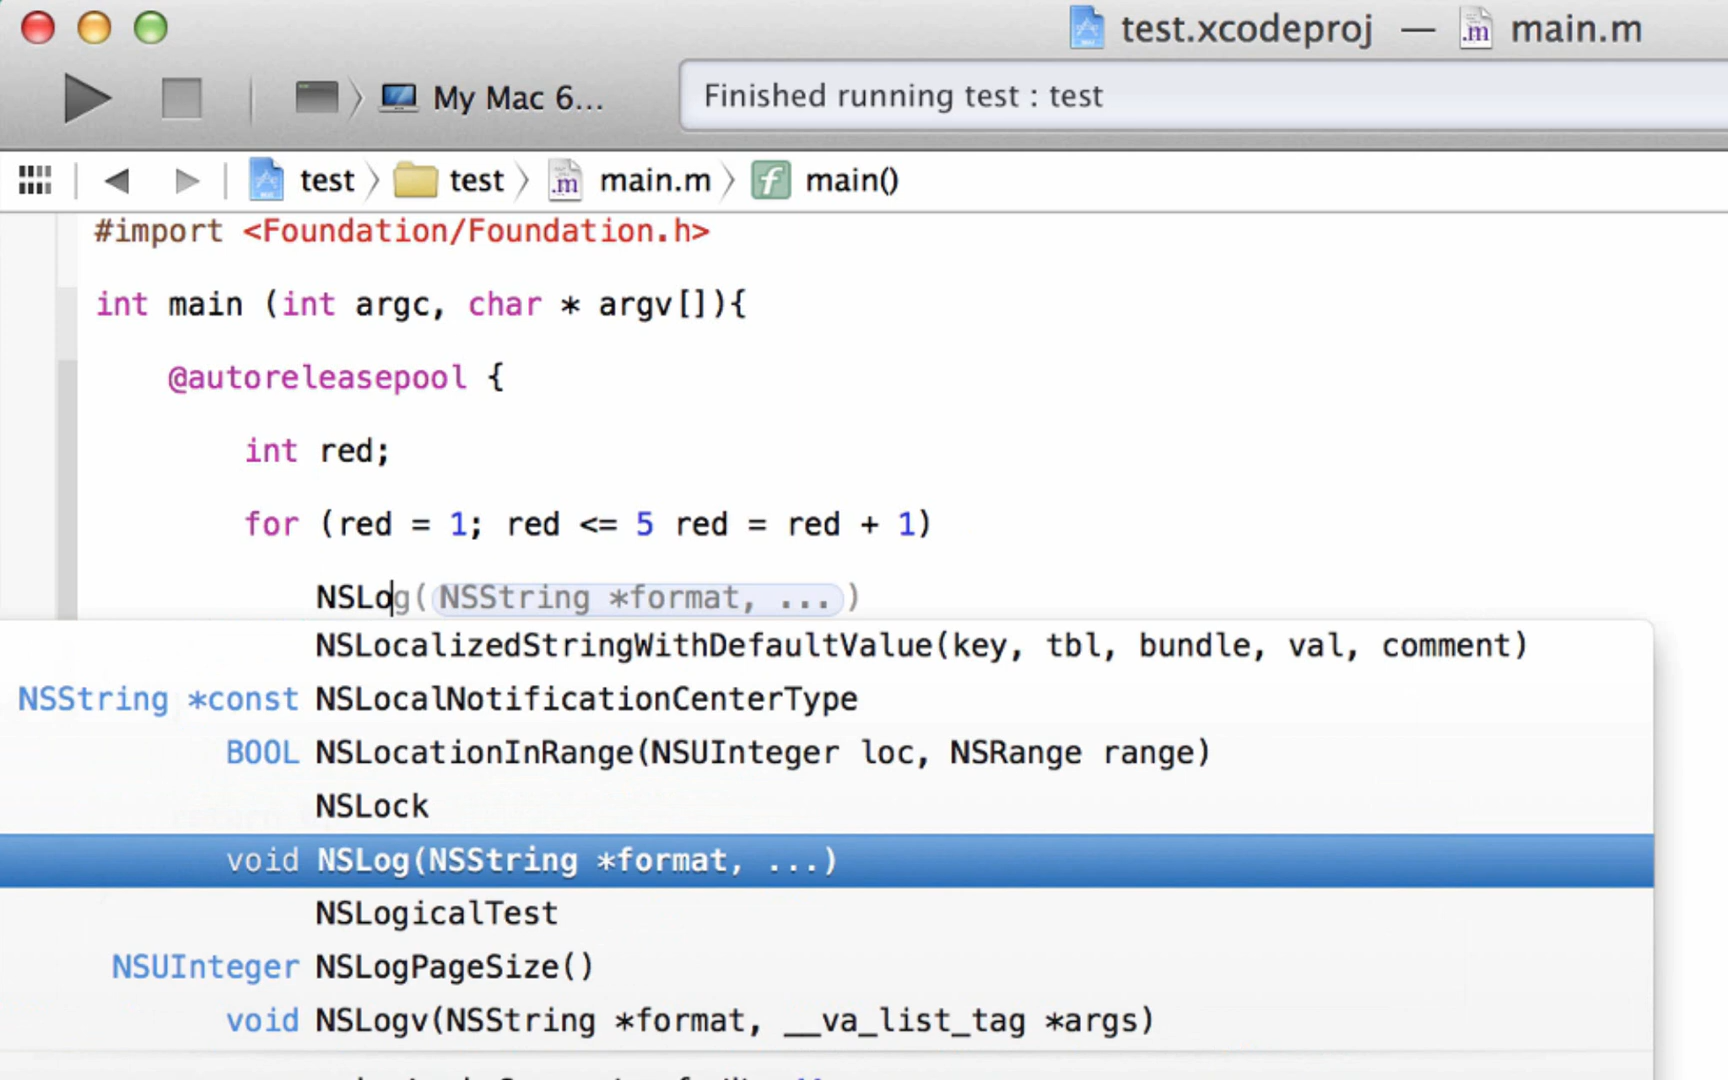 test.xcodeproj — main.m
My Mac 6...
Finished running test : test
test test main.m main()
#import <Foundation/Foundation.h>
int main (int argc, char * argv[]){
@autoreleasepool {
int red;
for (red = 1; red <= 5 red = red + 1)
NSLog(NSString *format, ...)
NSLocalizedStringWithDefaultValue(key, tbl, bundle, val, comment)
NSString *const NSLocalNotificationCenterType
BOOL NSLocationInRange(NSUInteger loc, NSRange range)
NSLock
void NSLog(NSString *format, ...)
NSLogicalTest
NSUInteger NSLogPageSize()
void NSLogv(NSString *format, __va_list_tag *args)